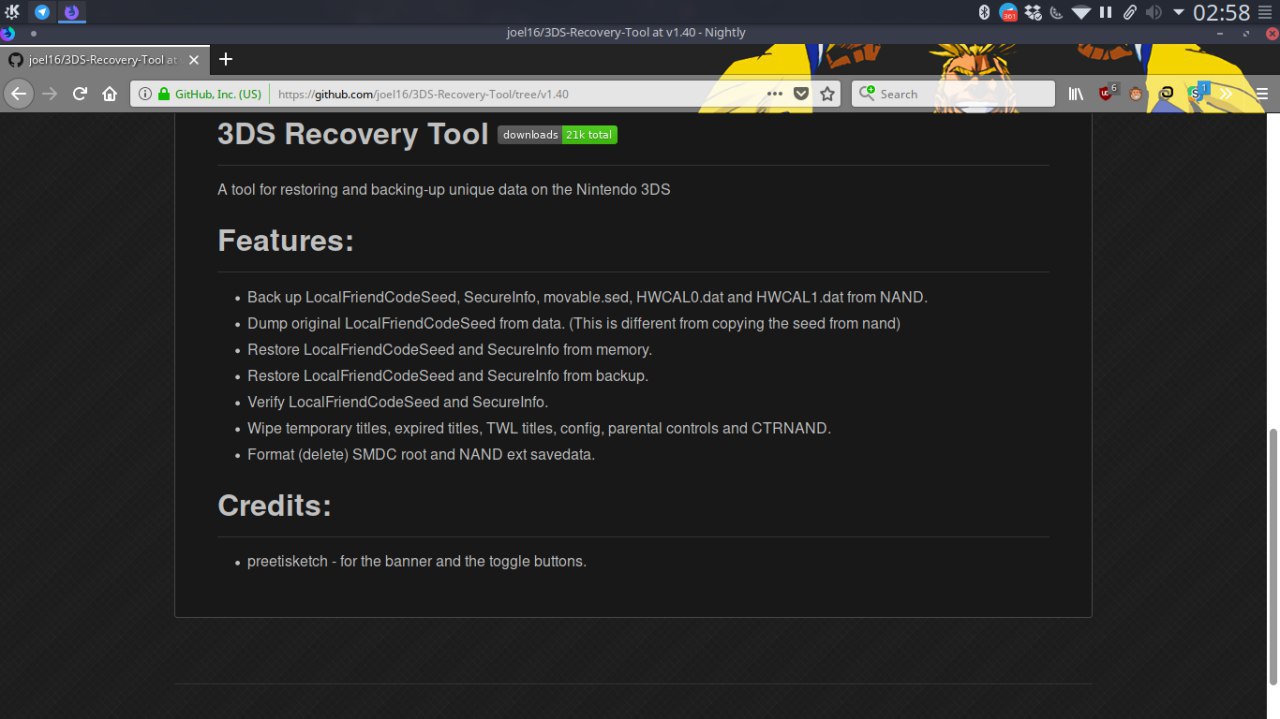 02:58
361
joel16/3DS-Recovery-Tool at v1.40 - Nightly
joel16/3DS-Recovery-Tool at
GitHub, Inc. (US)
https://github.com/joel16/3DS-Recovery-Tool/tree/v1.40
Search
6
1
3DS Recovery Tool downloads 21k total
A tool for restoring and backing-up unique data on the Nintendo 3DS
Features:
• Back up LocalFriendCodeSeed, SecureInfo, movable.sed, HWCAL0.dat and HWCAL1.dat from NAND.
• Dump original LocalFriendCodeSeed from data. (This is different from copying the seed from nand)
• Restore LocalFriendCodeSeed and SecureInfo from memory.
• Restore LocalFriendCodeSeed and SecureInfo from backup.
• Verify LocalFriendCodeSeed and SecureInfo.
• Wipe temporary titles, expired titles, TWL titles, config, parental controls and CTRNAND.
• Format (delete) SMDC root and NAND ext savedata.
Credits:
• preetisketch - for the banner and the toggle buttons.